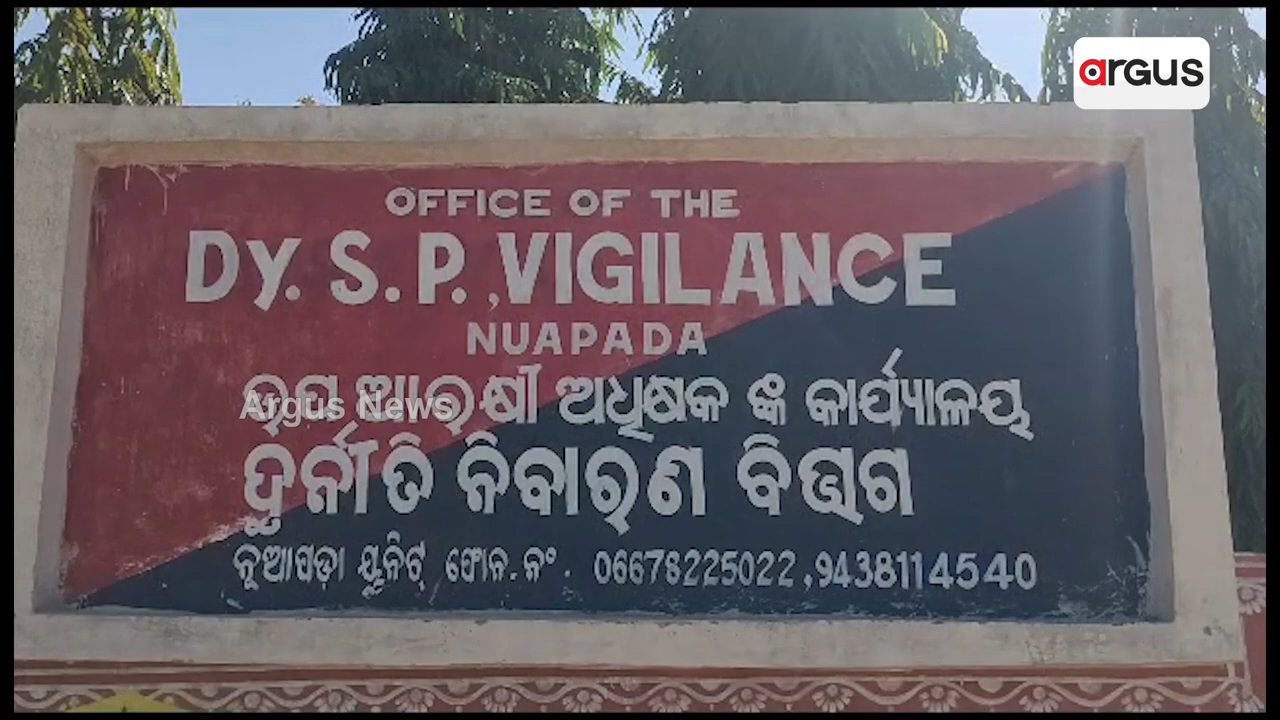 argus
OFFICE OF THE
Dy. S. P. ,VIGILANCE
NUAPADA
ଉପ ଆରକ୍ଷୀ ଅଧିକ୍ଷକ ଙ୍କ କାର୍ଯ୍ୟାଳୟ
Argus News
ଦୁର୍ନୀତି ନିବାରଣ ବିଭାଗ
ନୂଆପଡ଼ା ୟୁନିଟ୍ ଫୋନ.ନଂ. 06678225022,9438114540